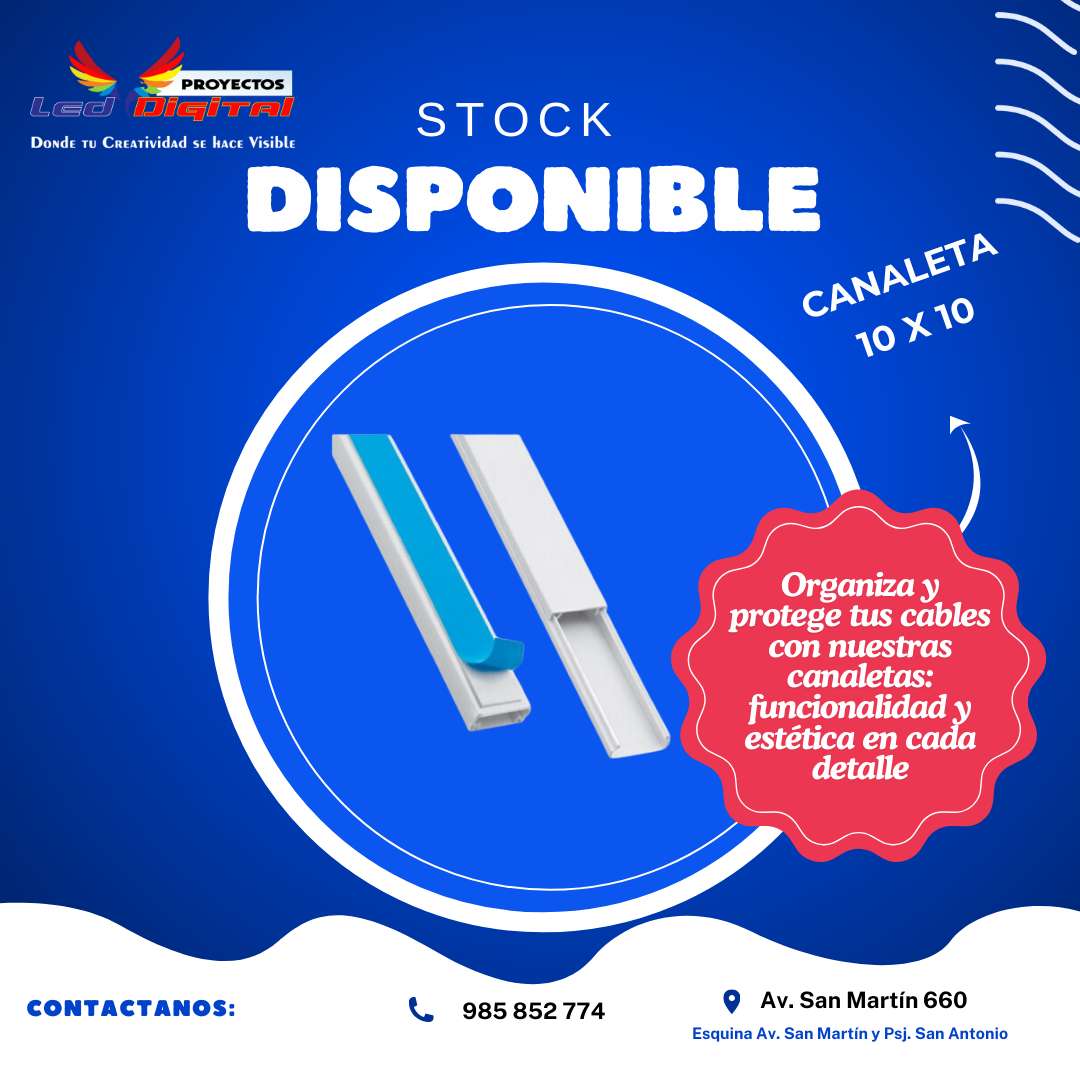 PROYECTOS
Led Digital
Donde tu Creatividad se hace Visible
STOCK
DISPONIBLE
CANALETA
10 X 10
Organiza y
protege tus cables
con nuestras
canaletas:
funcionalidad y
estética en cada
detalle
CONTACTANOS:
985 852 774
Av. San Martín 660
Esquina Av. San Martín y Psj. San Antonio